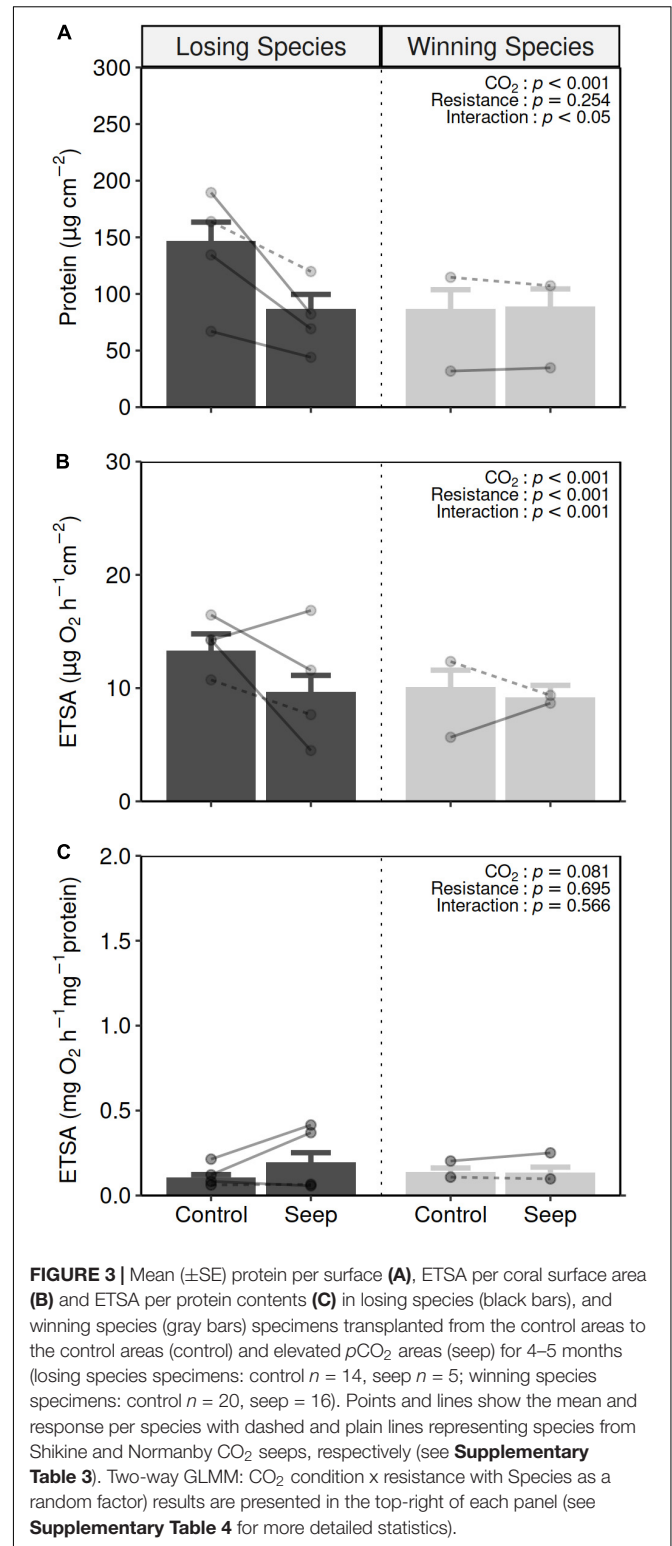 A
Losing Species
Winning Species
300
250
200
150
100
50
0
Protein (µg cm⁻²)
CO₂ : p < 0.001
Resistance : p = 0.254
Interaction : p < 0.05
B
30
20
10
0
ETSA (µg O₂ h⁻¹cm⁻²)
CO₂ : p < 0.001
Resistance : p < 0.001
Interaction : p < 0.001
C
2.0
1.5
1.0
0.5
0.0
ETSA (mg O₂ h⁻¹mg⁻¹protein)
CO₂ : p = 0.081
Resistance : p = 0.695
Interaction : p = 0.566
Control Seep Control Seep
FIGURE 3 | Mean (±SE) protein per surface (A), ETSA per coral surface area
(B) and ETSA per protein contents (C) in losing species (black bars), and
winning species (gray bars) specimens transplanted from the control areas to
the control areas (control) and elevated pCO₂ areas (seep) for 4–5 months
(losing species specimens: control n = 14, seep n = 5; winning species
specimens: control n = 20, seep = 16). Points and lines show the mean and
response per species with dashed and plain lines representing species from
Shikine and Normanby CO₂ seeps, respectively (see Supplementary
Table 3). Two-way GLMM: CO₂ condition x resistance with Species as a
random factor) results are presented in the top-right of each panel (see
Supplementary Table 4 for more detailed statistics).